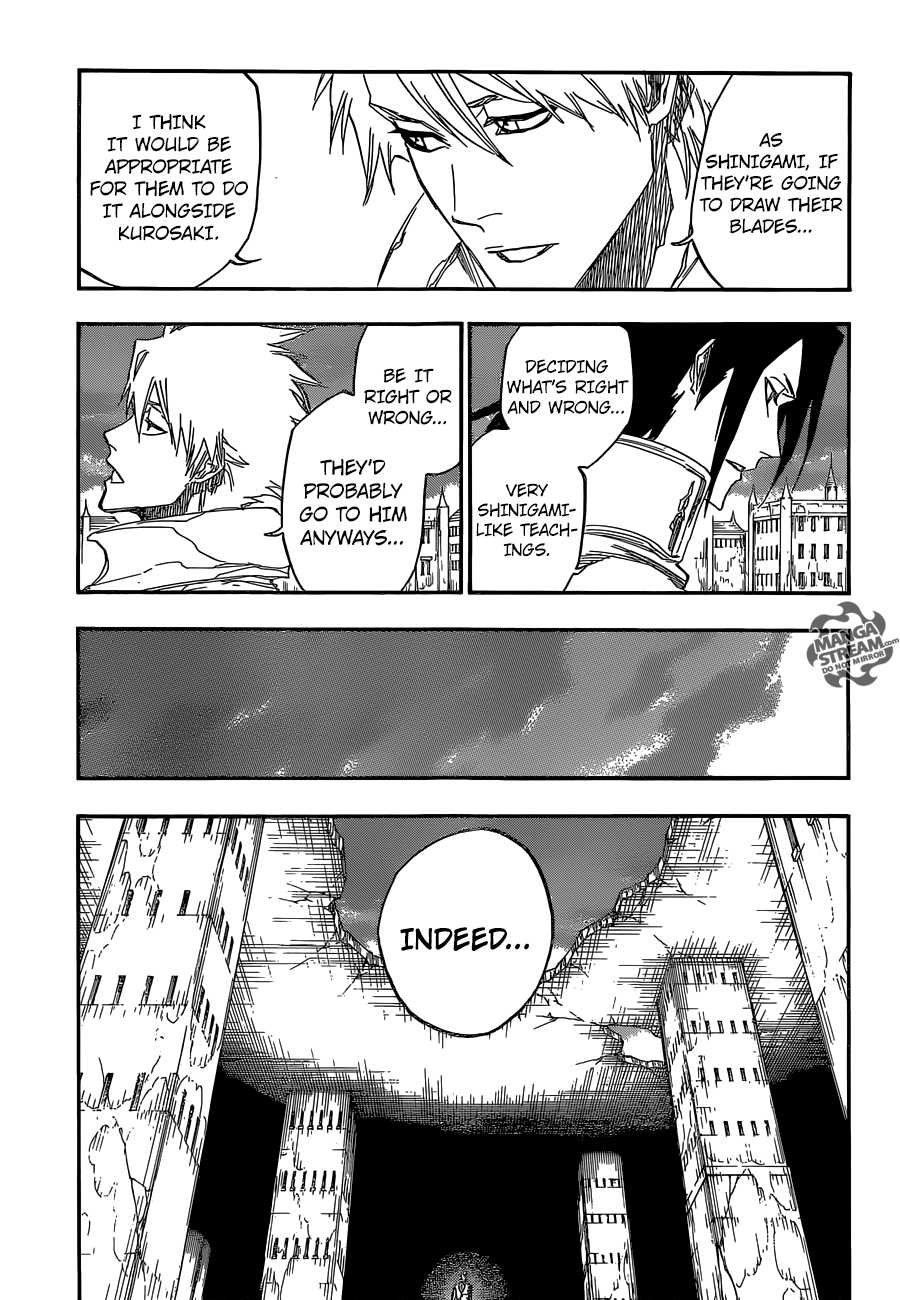 AS
SHINIGAMI, IF
THEY'RE GOING
TO DRAW THEIR
BLADES...
I THINK
IT WOULD BE
APPROPRIATE
FOR THEM TO DO
IT ALONGSIDE
KUROSAKI.
DECIDING
WHAT'S RIGHT
AND WRONG...
VERY
SHINIGAMI-
LIKE TEACH-
INGS.
BE IT
RIGHT OR
WRONG...
THEY'D
PROBABLY
GO TO HIM
ANYWAYS...
MANGA
STREAM.com
DO NOT MIRROR
INDEED...